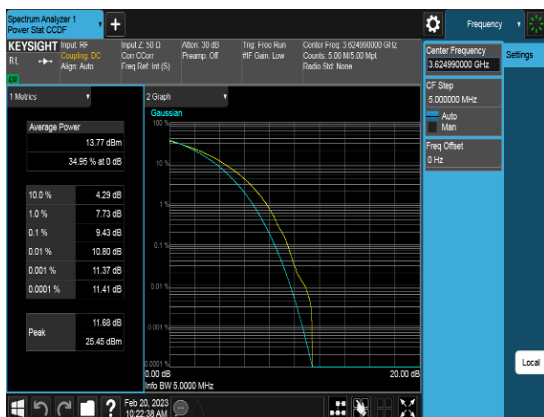 Spectrum Analyzer 1
Power Stat CCDF
Frequency
KEYSIGHT
Input: RF
Coupling: DC
Align: Auto
Input Z: 50 Ω
Corr CCorr
Freq Ref: Int (S)
Atten: 30 dB
Preamp: Off
Trig: Free Run
#IF Gain: Low
Center Freq: 3.624990000 GHz
Counts: 5.00 M/5.00 Mpt
Radio Std: None
RL
Center Frequency
3.624990000 GHz
Settings
CF Step
5.000000 MHz
Auto
Man
Freq Offset
0 Hz
1 Metrics
Average Power
13.77 dBm
34.95 % at 0 dB
10.0 % 4.29 dB
1.0 % 7.73 dB
0.1 % 9.43 dB
0.01 % 10.80 dB
0.001 % 11.37 dB
0.0001 % 11.41 dB
Peak
11.68 dB
25.45 dBm
2 Graph
Gaussian
100 %
10 %
1 %
0.1 %
0.01 %
0.001 %
0.0001 %
0.00 dB
20.00 dB
Info BW 5.0000 MHz
Local
Feb 20, 2023
10:22:38 AM